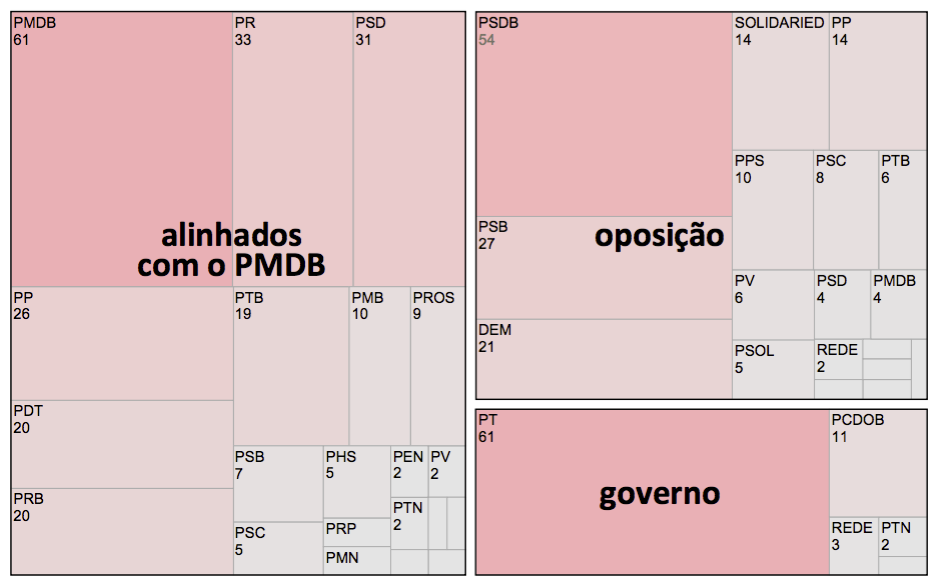 PMDB
61
PR
33
PSD
31
alinhados
com o PMDB
PP
26
PTB
19
PMB
10
PROS
9
PDT
20
PRB
20
PSB
7
PHS
5
PEN
2
PV
2
PTN
2
PSC
5
PRP
PMN
PSDB
54
SOLIDARIED
14
PP
14
PPS
10
PSC
8
PTB
6
PSB
27
oposição
PV
6
PSD
4
PMDB
4
DEM
21
PSOL
5
REDE
2
PT
61
PCDOB
11
governo
REDE
3
PTN
2